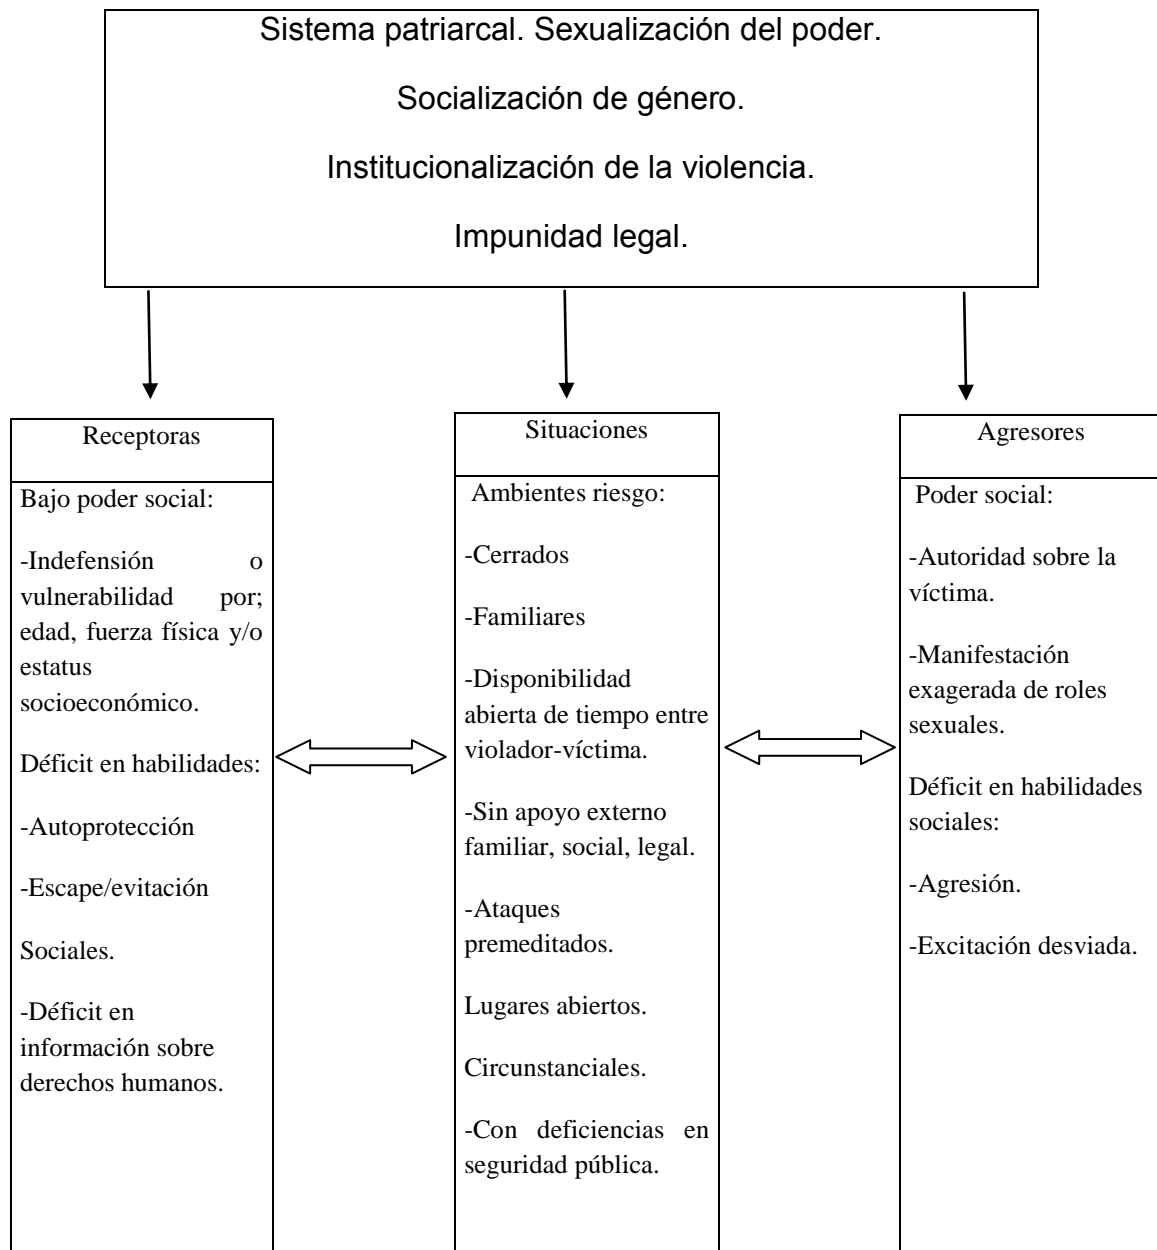 Sistema patriarcal. Sexualización del poder.
Socialización de género.
Institucionalización de la violencia.
Impunidad legal.
Receptoras
Bajo poder social:
-Indefensión o
vulnerabilidad por;
edad, fuerza física y/o
estatus
socioeconómico.
Déficit en habilidades:
-Autoprotección
-Escape/evitación
Sociales.
-Déficit en
información sobre
derechos humanos.
Situaciones
Ambientes riesgo:
-Cerrados
-Familiares
-Disponibilidad
abierta de tiempo entre
violador-víctima.
-Sin apoyo externo
familiar, social, legal.
-Ataques
premeditados.
Lugares abiertos.
Circunstanciales.
-Con deficiencias en
seguridad pública.
Agresores
Poder social:
-Autoridad sobre la
víctima.
-Manifestación
exagerada de roles
sexuales.
Déficit en habilidades
sociales:
-Agresión.
-Excitación desviada.